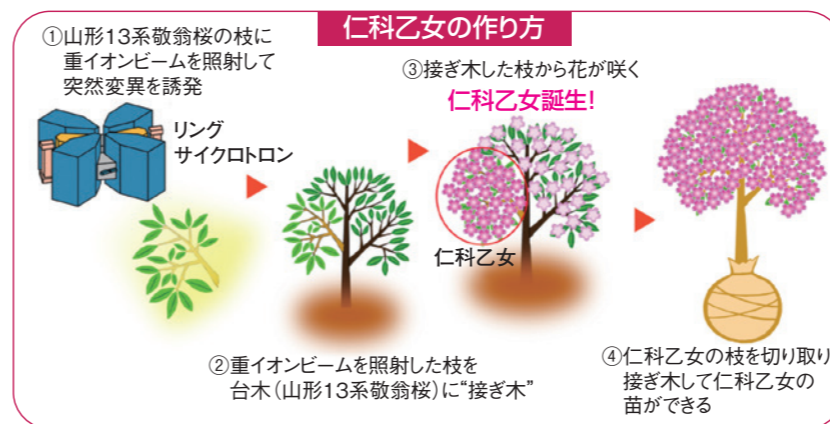 仁科乙女の作り方
①山形13系敬翁桜の枝に
重イオンビームを照射して
突然変異を誘発
リング
サイクロトロン
②重イオンビームを照射した枝を
台木（山形13系敬翁桜）に“接ぎ木”
③接ぎ木した枝から花が咲く
仁科乙女誕生！
仁科乙女
④仁科乙女の枝を切り取り
接ぎ木して仁科乙女の
苗ができる